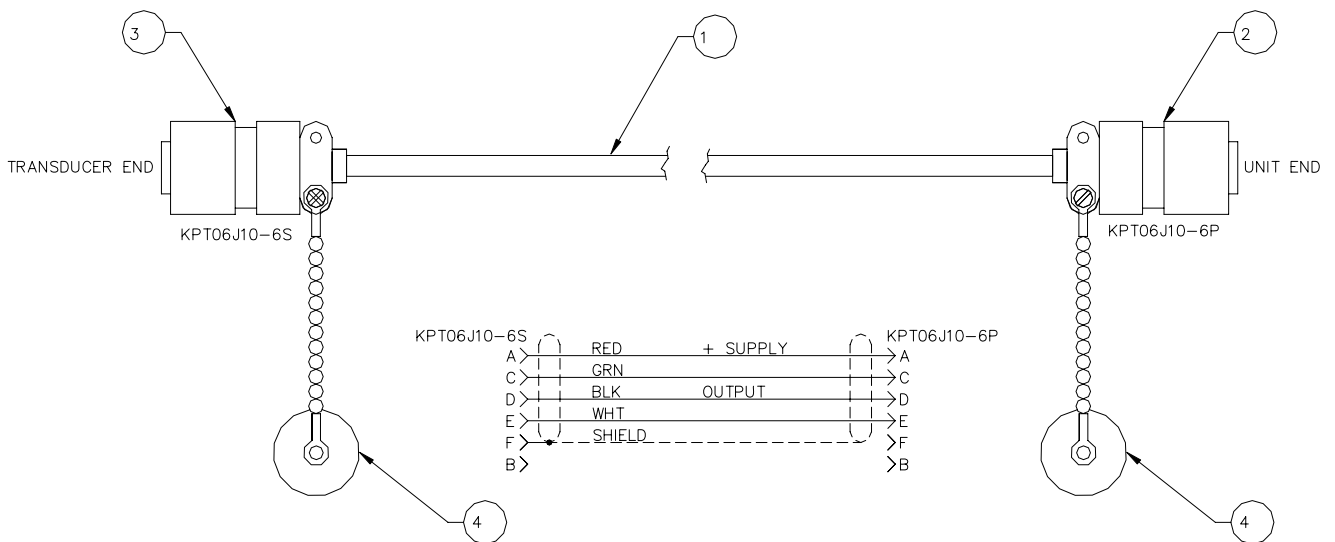 3
1
2
TRANSDUCER END
UNIT END
KPT06J10-6S
KPT06J10-6P
KPT06J10-6S
KPT06J10-6P
A RED + SUPPLY A
C GRN C
D BLK OUTPUT D
E WHT E
F SHIELD F
B B
4
4